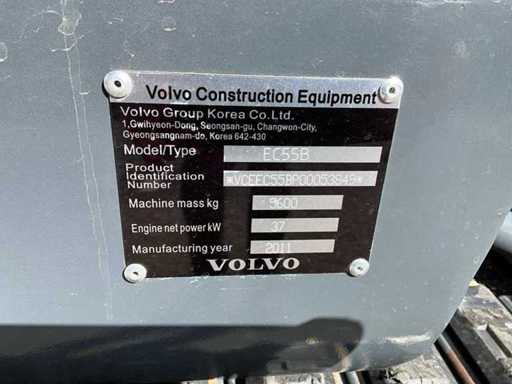 Volvo Construction Equipment
Volvo Group Korea Co.Ltd.
1,Gwihyeon-Dong, Seongsan-gu, Changwon-City,
Gyeongsangnam-do, Korea 642-430
Model/Type EC55B
Product
Identification
Number *VCEEC55BP00053949*
Machine mass kg 5600
Engine net power kW 37
Manufacturing year 2011
VOLVO